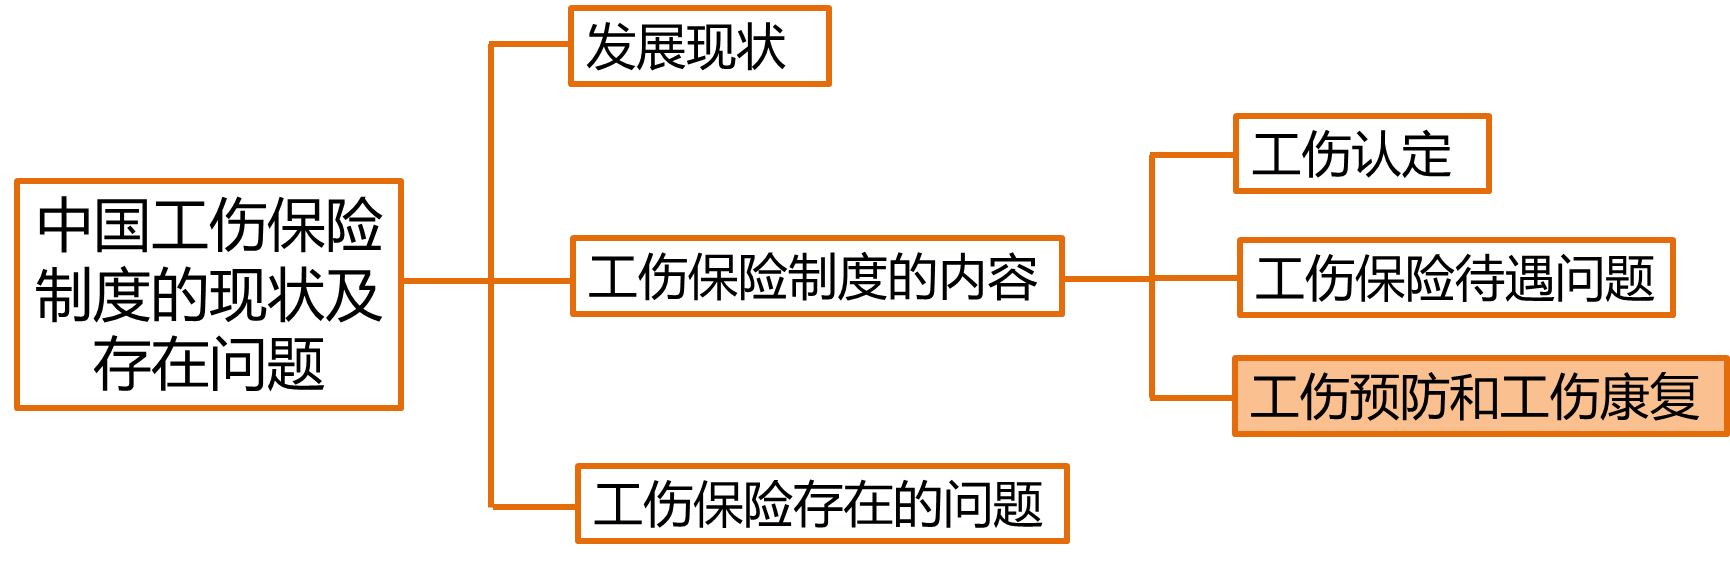 中国工伤保险
制度的现状及
存在问题
发展现状
工伤保险制度的内容
工伤认定
工伤保险待遇问题
工伤预防和工伤康复
工伤保险存在的问题